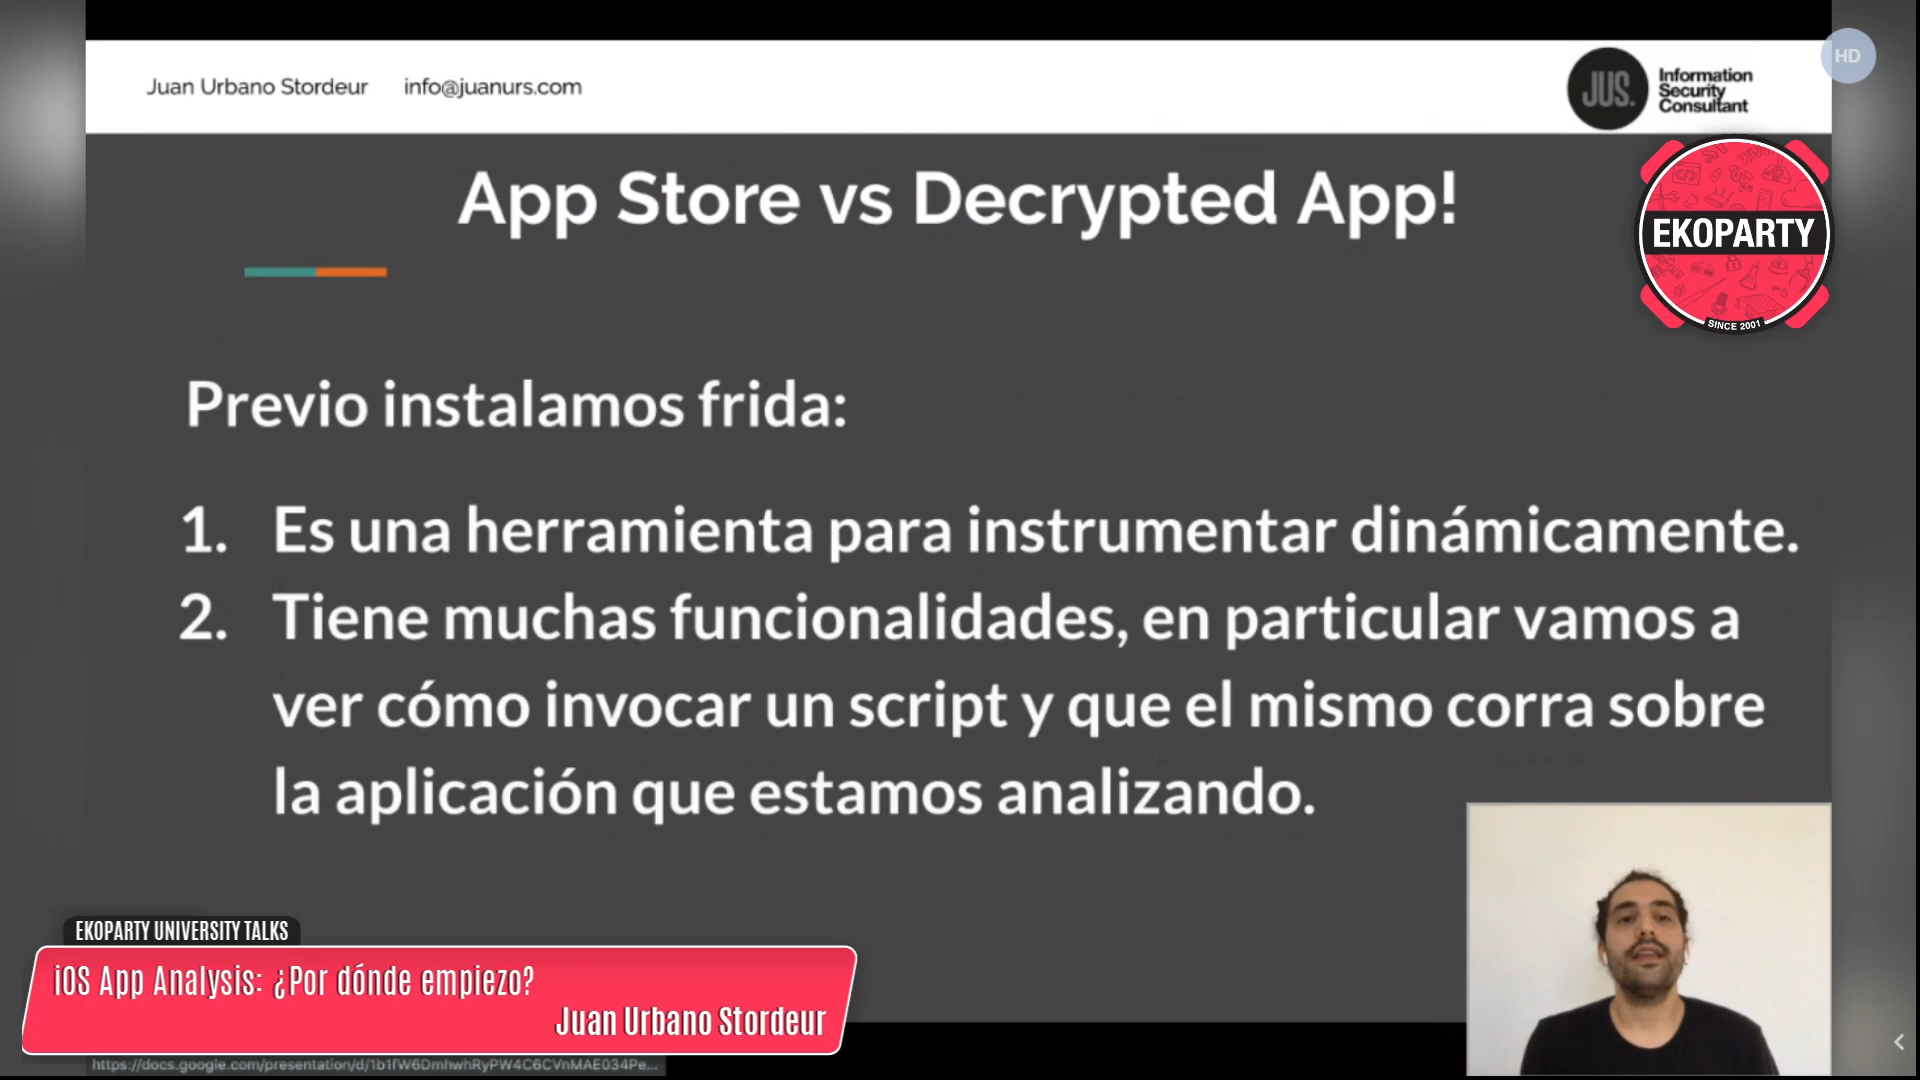 Juan Urbano Stordeur info@juanurs.com
JUS.
Information
Security
Consultant
HD
App Store vs Decrypted App!
EKOPARTY
SINCE 2001
Previo instalamos frida:
1. Es una herramienta para instrumentar dinámicamente.
2. Tiene muchas funcionalidades, en particular vamos a
ver cómo invocar un script y que el mismo corra sobre
la aplicación que estamos analizando.
EKOPARTY UNIVERSITY TALKS
iOS App Analysis: ¿Por dónde empiezo?
Juan Urbano Stordeur